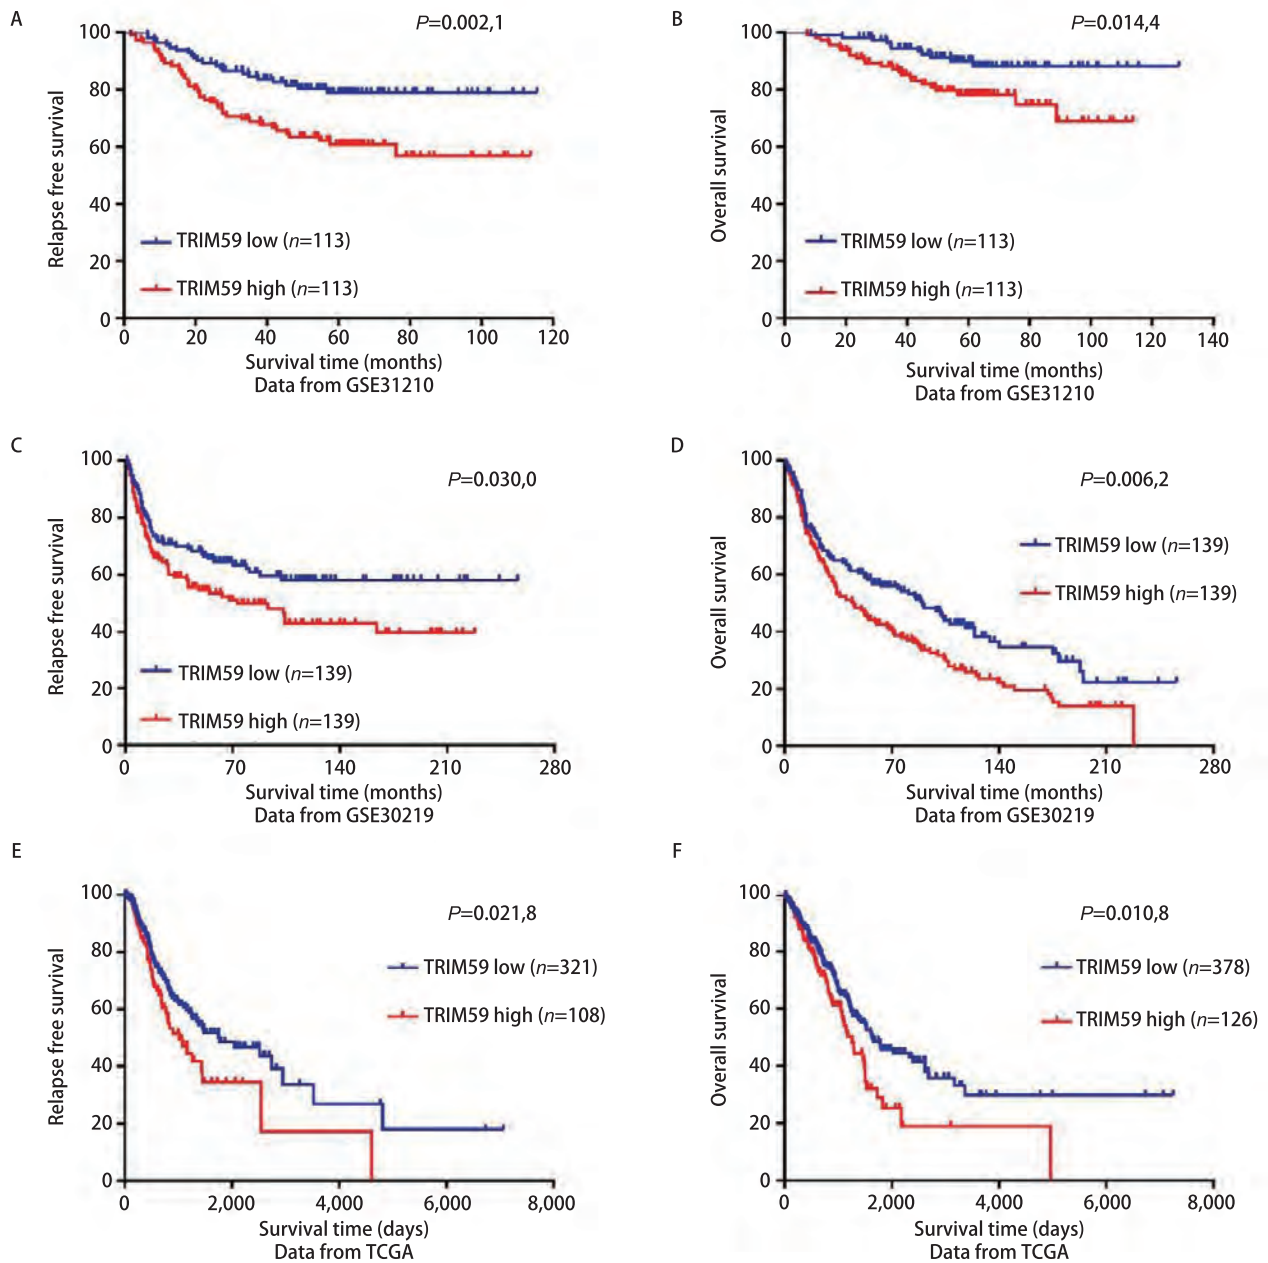 A
P=0.002,1
100
80
60
40
20
0
Relapse free survival
TRIM59 low (n=113)
TRIM59 high (n=113)
0 20 40 60 80 100 120
Survival time (months)
Data from GSE31210
B
P=0.014,4
100
80
60
40
20
0
Overall survival
TRIM59 low (n=113)
TRIM59 high (n=113)
0 20 40 60 80 100 120 140
Survival time (months)
Data from GSE31210
C
P=0.030,0
100
80
60
40
20
0
Relapse free survival
TRIM59 low (n=139)
TRIM59 high (n=139)
0 70 140 210 280
Survival time (months)
Data from GSE30219
D
P=0.006,2
100
80
60
40
20
0
Overall survival
TRIM59 low (n=139)
TRIM59 high (n=139)
0 70 140 210 280
Survival time (months)
Data from GSE30219
E
P=0.021,8
100
80
60
40
20
0
Relapse free survival
TRIM59 low (n=321)
TRIM59 high (n=108)
0 2,000 4,000 6,000 8,000
Survival time (days)
Data from TCGA
F
P=0.010,8
100
80
60
40
20
0
Overall survival
TRIM59 low (n=378)
TRIM59 high (n=126)
0 2,000 4,000 6,000 8,000
Survival time (days)
Data from TCGA